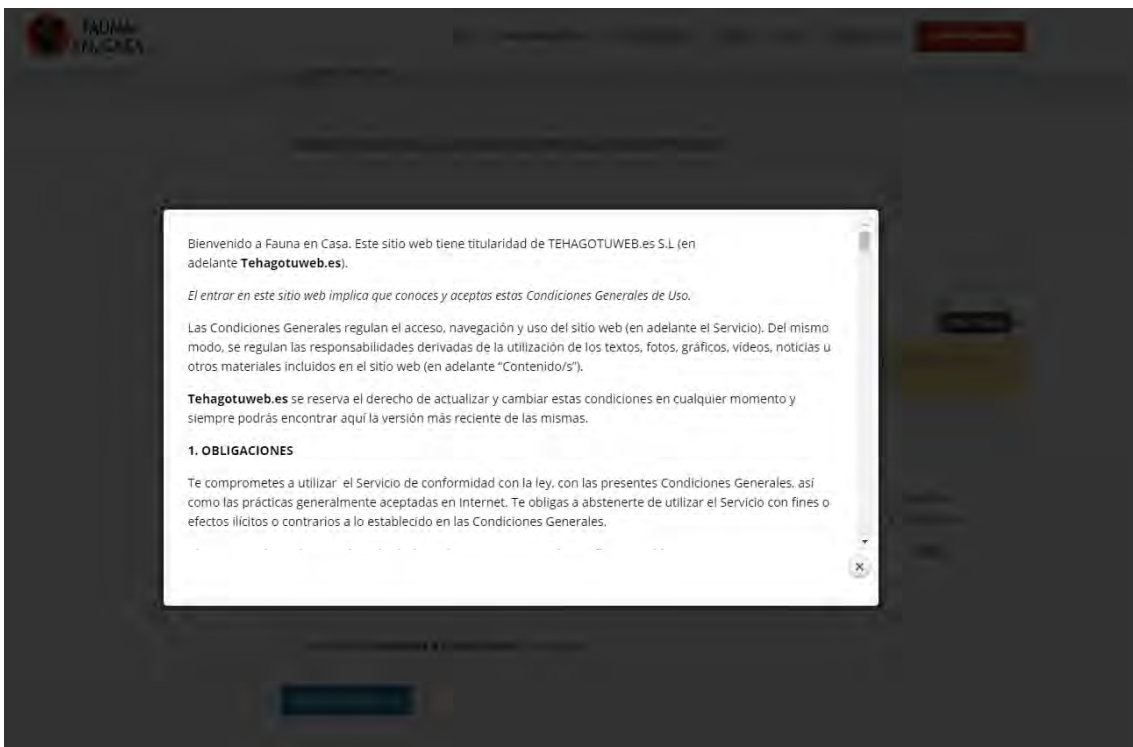 FAUNA
EN CASA
Bienvenido a Fauna en Casa. Este sitio web tiene titularidad de TEHAGOTUWEB.es S.L (en
adelante Tehagotuweb.es).
El entrar en este sitio web implica que conoces y aceptas estas Condiciones Generales de Uso.
Las Condiciones Generales regulan el acceso, navegación y uso del sitio web (en adelante el Servicio). Del mismo
modo, se regulan las responsabilidades derivadas de la utilización de los textos, fotos, gráficos, vídeos, noticias u
otros materiales incluidos en el sitio web (en adelante “Contenido/s”).
Tehagotuweb.es se reserva el derecho de actualizar y cambiar estas condiciones en cualquier momento y
siempre podrás encontrar aquí la versión más reciente de las mismas.
1. OBLIGACIONES
Te comprometes a utilizar el Servicio de conformidad con la ley, con las presentes Condiciones Generales, así
como las prácticas generalmente aceptadas en Internet. Te obligas a abstenerte de utilizar el Servicio con fines o
efectos ilícitos o contrarios a lo establecido en las Condiciones Generales.